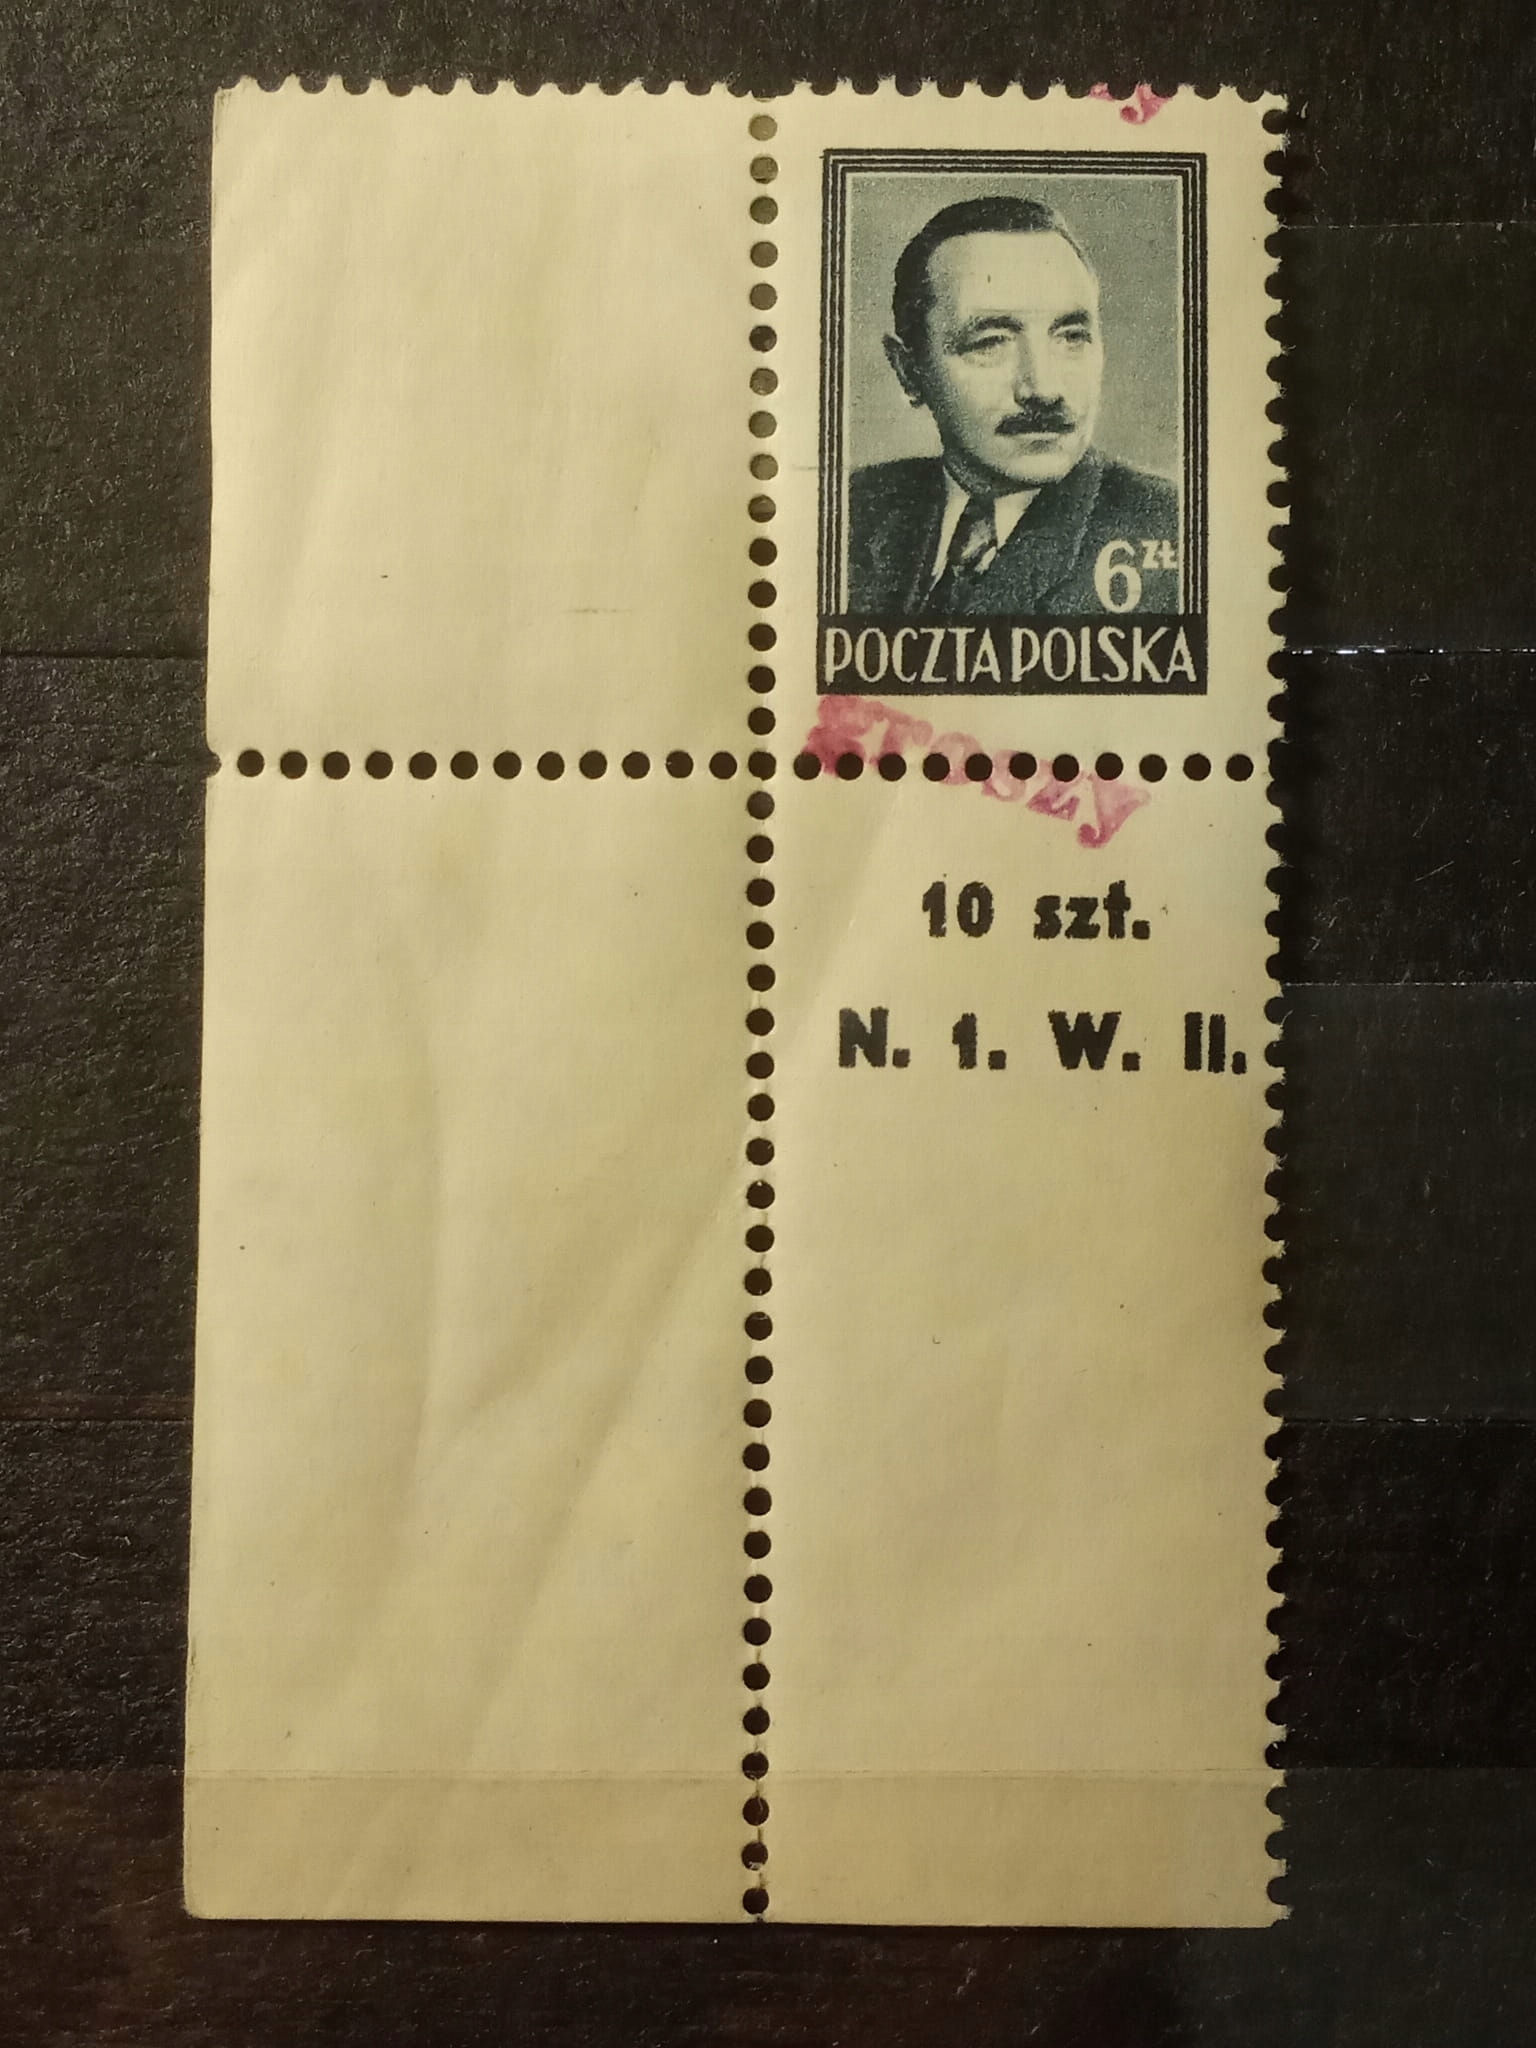 6 ZŁ
POCZTA POLSKA
10 szt.
N. 1. W. II.